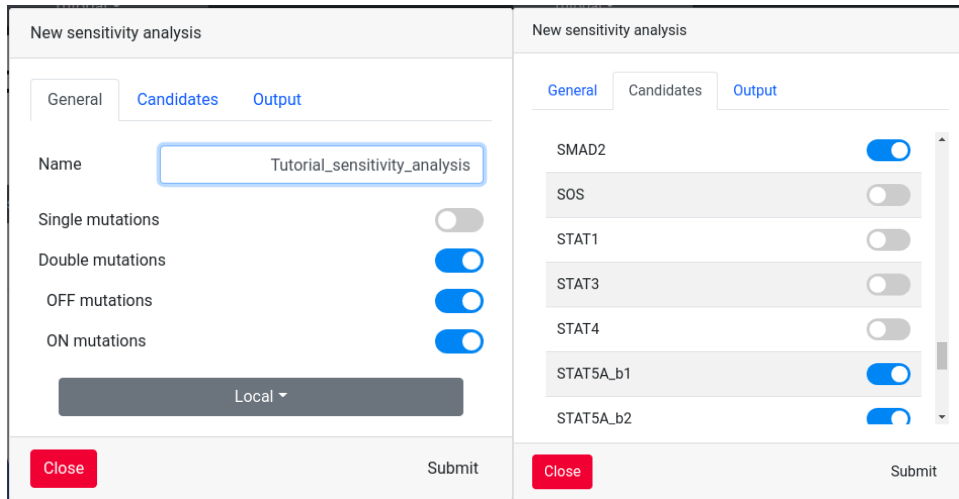 New sensitivity analysis
General Candidates Output
Name Tutorial_sensitivity_analysis
Single mutations
Double mutations
OFF mutations
ON mutations
Local
Close Submit
New sensitivity analysis
General Candidates Output
SMAD2
SOS
STAT1
STAT3
STAT4
STAT5A_b1
STAT5A_b2
Close Submit